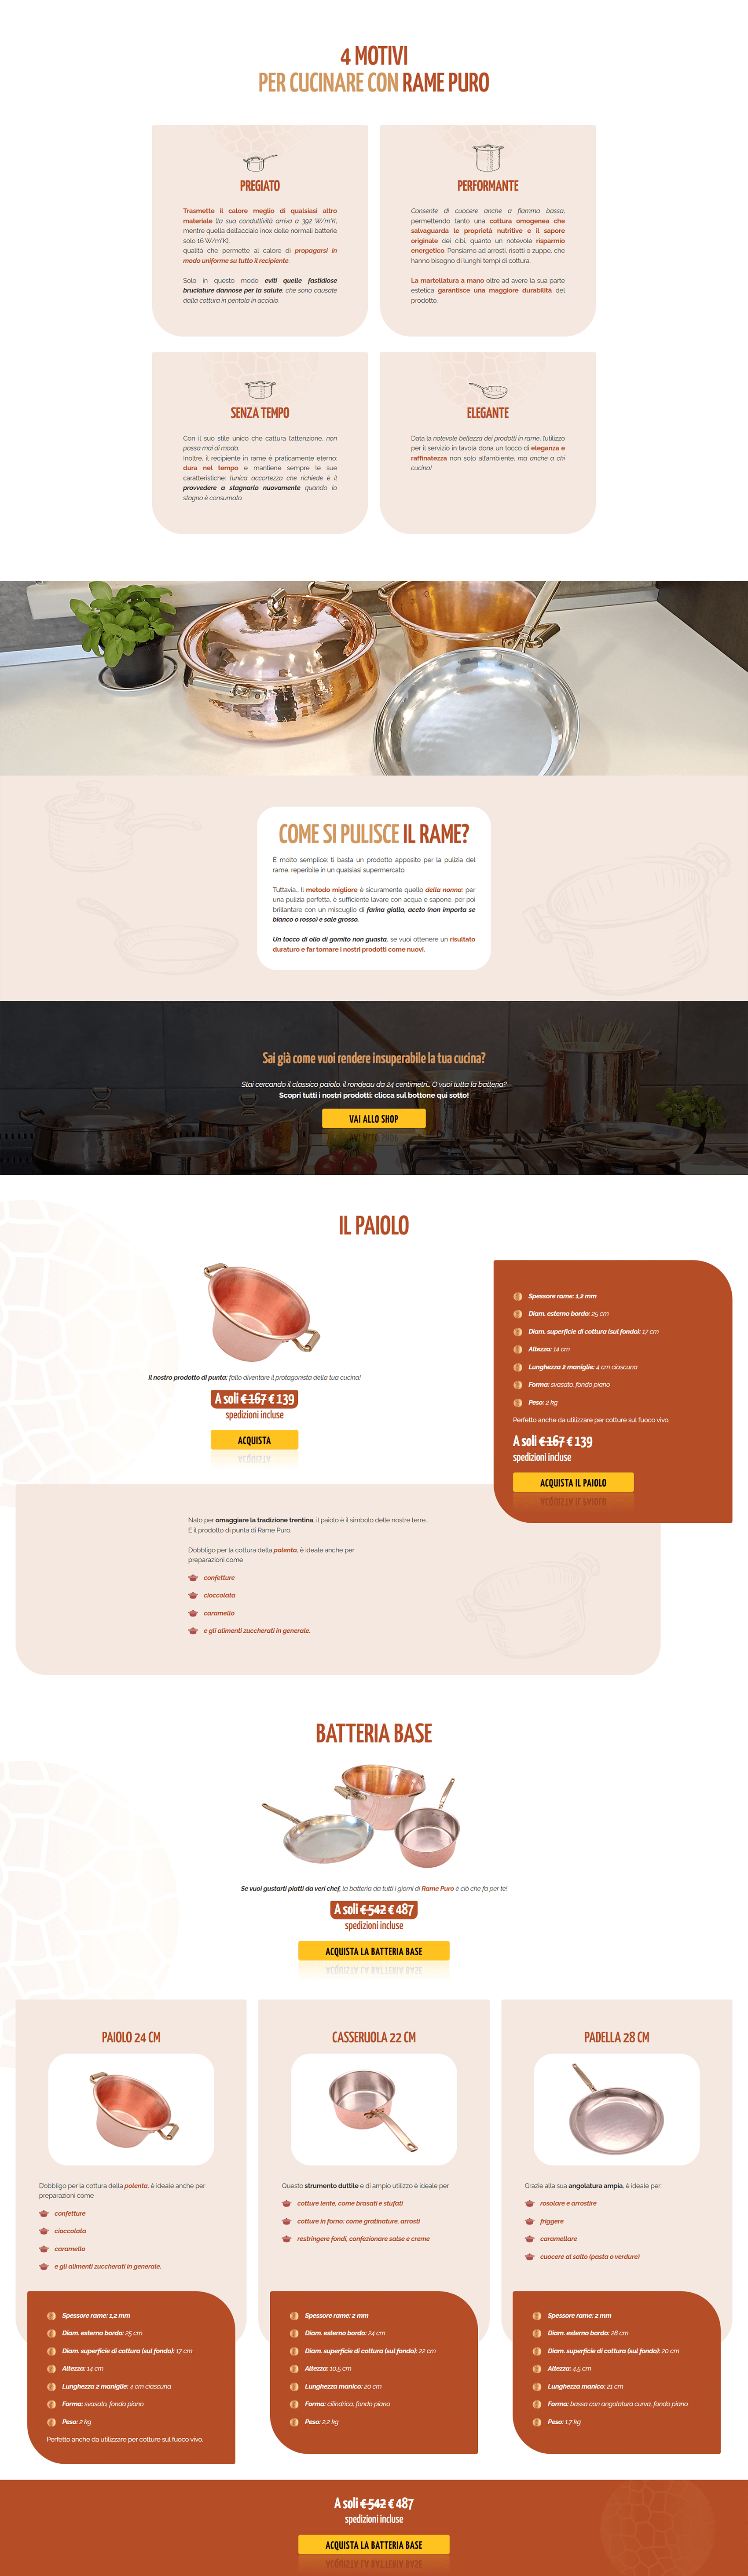 4 MOTIVI
PER CUCINARE CON RAME PURO
PREGIATO
Trasmette il calore meglio di qualsiasi altro
materiale (la sua conduttività arriva a 392 W/m°K,
mentre quella dell'acciaio inox delle normali batterie
solo 16 W/m°K),
qualità che permette al calore di propagarsi in
modo uniforme su tutto il recipiente.
Solo in questo modo eviti quelle fastidiose
bruciature dannose per la salute, che sono causate
dalla cottura in pentola in acciaio.
PERFORMANTE
Consente di cuocere anche a fiamma bassa,
permettendo tanto una cottura omogenea che
salvaguarda le proprietà nutritive e il sapore
originale dei cibi, quanto un notevole risparmio
energetico. Pensiamo ad arrosti, risotti o zuppe, che
hanno bisogno di lunghi tempi di cottura.
La martellatura a mano oltre ad avere la sua parte
estetica garantisce una maggiore durabilità del
prodotto.
SENZA TEMPO
Con il suo stile unico che cattura l'attenzione, non
passa mai di moda.
Inoltre, il recipiente in rame è praticamente eterno:
dura nel tempo e mantiene sempre le sue
caratteristiche: l'unica accortezza che richiede è il
provvedere a stagnarlo nuovamente quando lo
stagno è consumato.
ELEGANTE
Data la notevole bellezza dei prodotti in rame, l'utilizzo
per il servizio in tavola dona un tocco di eleganza e
raffinatezza non solo all'ambiente, ma anche a chi
cucina!
COME SI PULISCE IL RAME?
È molto semplice: ti basta un prodotto apposito per la pulizia del
rame, reperibile in un qualsiasi supermercato.
Tuttavia… Il metodo migliore è sicuramente quello della nonna: per
una pulizia perfetta, è sufficiente lavare con acqua e sapone, per poi
brillantare con un miscuglio di farina gialla, aceto (non importa se
bianco o rosso) e sale grosso.
Un tocco di olio di gomito non guasta, se vuoi ottenere un risultato
duraturo e far tornare i nostri prodotti come nuovi.
Sai già come vuoi rendere insuperabile la tua cucina?
Stai cercando il classico paiolo, il rondeau da 24 centimetri… O vuoi tutta la batteria?
Scopri tutti i nostri prodotti: clicca sul bottone qui sotto!
VAI ALLO SHOP
IL PAIOLO
Il nostro prodotto di punta: fallo diventare il protagonista della tua cucina!
A soli € 167 € 139
spedizioni incluse
ACQUISTA
Spessore rame: 1,2 mm
Diam. esterno bordo: 25 cm
Diam. superficie di cottura (sul fondo): 17 cm
Altezza: 14 cm
Lunghezza 2 maniglie: 4 cm ciascuna
Forma: svasata, fondo piano
Peso: 2 kg
Perfetto anche da utilizzare per cotture sul fuoco vivo.
A soli € 167 € 139
spedizioni incluse
ACQUISTA IL PAIOLO
Nato per omaggiare la tradizione trentina, il paiolo è il simbolo delle nostre terre…
E il prodotto di punta di Rame Puro.
D'obbligo per la cottura della polenta, è ideale anche per
preparazioni come
confetture
cioccolata
caramello
e gli alimenti zuccherati in generale.
BATTERIA BASE
Se vuoi gustarti piatti da veri chef, la batteria da tutti i giorni di Rame Puro è ciò che fa per te!
A soli € 542 € 487
spedizioni incluse
ACQUISTA LA BATTERIA BASE
PAIOLO 24 CM
D'obbligo per la cottura della polenta, è ideale anche per
preparazioni come
confetture
cioccolata
caramello
e gli alimenti zuccherati in generale.
Spessore rame: 1,2 mm
Diam. esterno bordo: 25 cm
Diam. superficie di cottura (sul fondo): 17 cm
Altezza: 14 cm
Lunghezza 2 maniglie: 4 cm ciascuna
Forma: svasata, fondo piano
Peso: 2 kg
Perfetto anche da utilizzare per cotture sul fuoco vivo.
CASSERUOLA 22 CM
Questo strumento duttile e di ampio utilizzo è ideale per
cotture lente, come brasati e stufati
cotture in forno: come gratinature, arrosti
restringere fondi, confezionare salse e creme
Spessore rame: 2 mm
Diam. esterno bordo: 24 cm
Diam. superficie di cottura (sul fondo): 22 cm
Altezza: 10,5 cm
Lunghezza manico: 20 cm
Forma: cilindrica, fondo piano
Peso: 2,2 kg
PADELLA 28 CM
Grazie alla sua angolatura ampia, è ideale per:
rosolare e arrostire
friggere
caramellare
cuocere al salto (pasta o verdure)
Spessore rame: 2 mm
Diam. esterno bordo: 28 cm
Diam. superficie di cottura (sul fondo): 20 cm
Altezza: 4,5 cm
Lunghezza manico: 21 cm
Forma: bassa con angolatura curva, fondo piano
Peso: 1,7 kg
A soli € 542 € 487
spedizioni incluse
ACQUISTA LA BATTERIA BASE